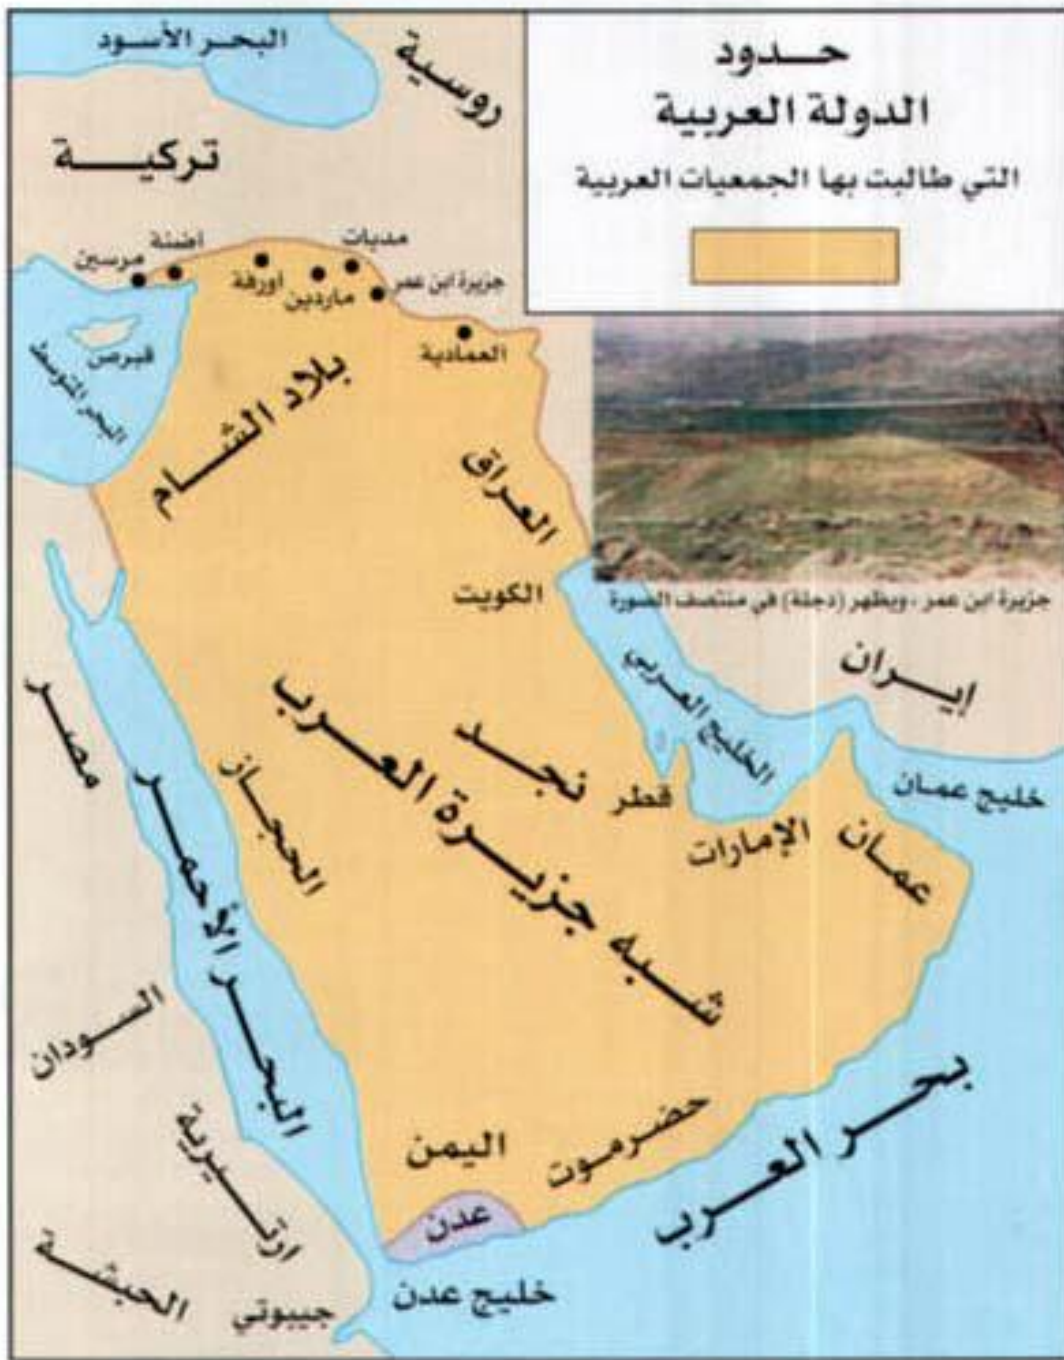 حـــدود
الدولة العربية
التي طالبت بها الجمعيات العربية
البحر الأسود
روسية
تركية
مديات
اضنة
مرسين
اورفة
ماردين
جزيرة ابن عمر
العمادية
قبرص
البحر المتوسط
بلاد الشام
العراق
جزيرة ابن عمر ، ويظهر (دجلة) في منتصف الصورة
الكويت
إيران
الخليج العربي
مصر
نجد
شبه جزيرة العرب
قطر
خليج عمان
الحجاز
الإمارات
عمان
البحر الأحمر
السودان
بحر العرب
حضرموت
اليمن
ارتيرية
عدن
الحبشة
خليج عدن
جيبوتي